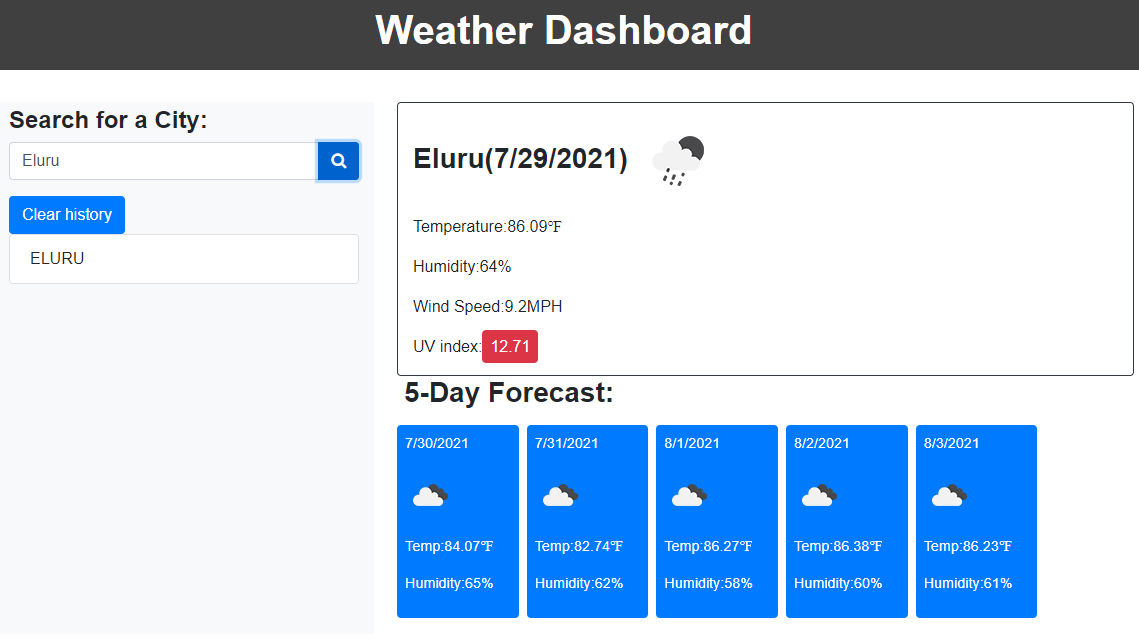 Weather Dashboard
Search for a City:
Eluru
Clear history
ELURU
Eluru(7/29/2021)
Temperature:86.09℉
Humidity:64%
Wind Speed:9.2MPH
UV index:12.71
5-Day Forecast:
7/30/2021
Temp:84.07℉
Humidity:65%
7/31/2021
Temp:82.74℉
Humidity:62%
8/1/2021
Temp:86.27℉
Humidity:58%
8/2/2021
Temp:86.38℉
Humidity:60%
8/3/2021
Temp:86.23℉
Humidity:61%